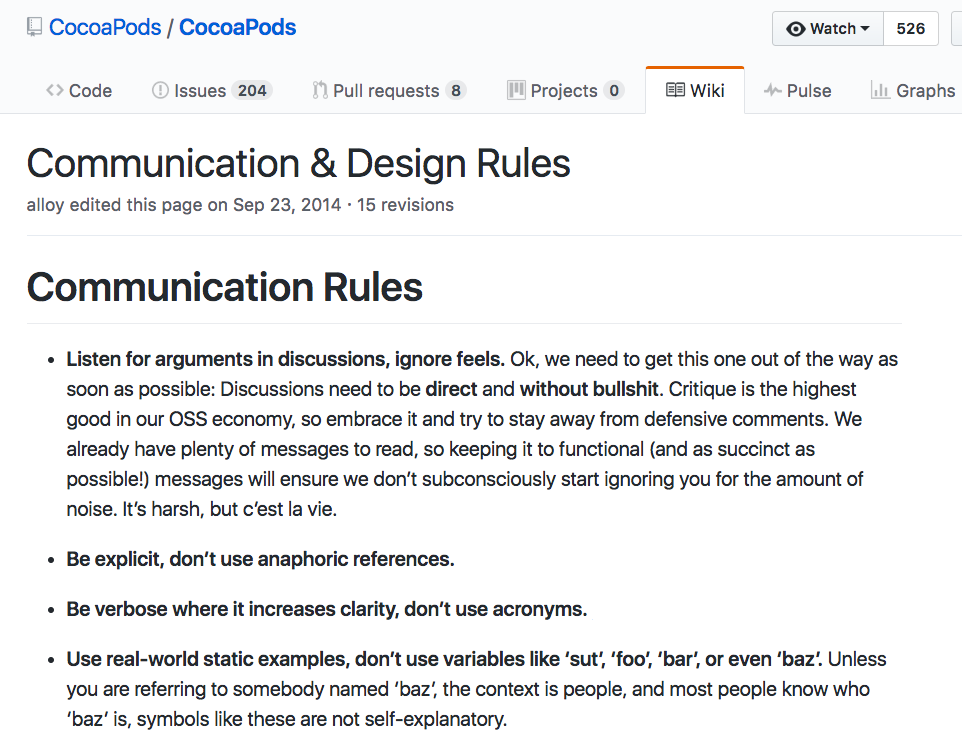 CocoaPods / CocoaPods
Watch 526
Code Issues 204 Pull requests 8 Projects 0 Wiki Pulse Graphs
Communication & Design Rules
alloy edited this page on Sep 23, 2014 · 15 revisions
Communication Rules
• Listen for arguments in discussions, ignore feels. Ok, we need to get this one out of the way as
soon as possible: Discussions need to be direct and without bullshit. Critique is the highest
good in our OSS economy, so embrace it and try to stay away from defensive comments. We
already have plenty of messages to read, so keeping it to functional (and as succinct as
possible!) messages will ensure we don’t subconsciously start ignoring you for the amount of
noise. It’s harsh, but c’est la vie.
• Be explicit, don’t use anaphoric references.
• Be verbose where it increases clarity, don’t use acronyms.
• Use real-world static examples, don’t use variables like ‘sut’, ‘foo’, ‘bar’, or even ‘baz’. Unless
you are referring to somebody named ‘baz’, the context is people, and most people know who
‘baz’ is, symbols like these are not self-explanatory.